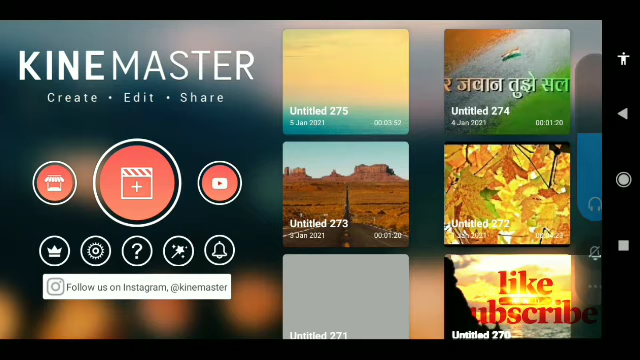 KINEMASTER
Create • Edit • Share
Follow us on Instagram, @kinemaster
Untitled 275
5 Jan 2021 00:03:52
र जवान तुझे सल
Untitled 274
4 Jan 2021 00:01:20
Untitled 273
3 Jan 2021 00:01:20
Untitled 272
Jan 2021
Untitled 271
like
subscribe
Untitled 270